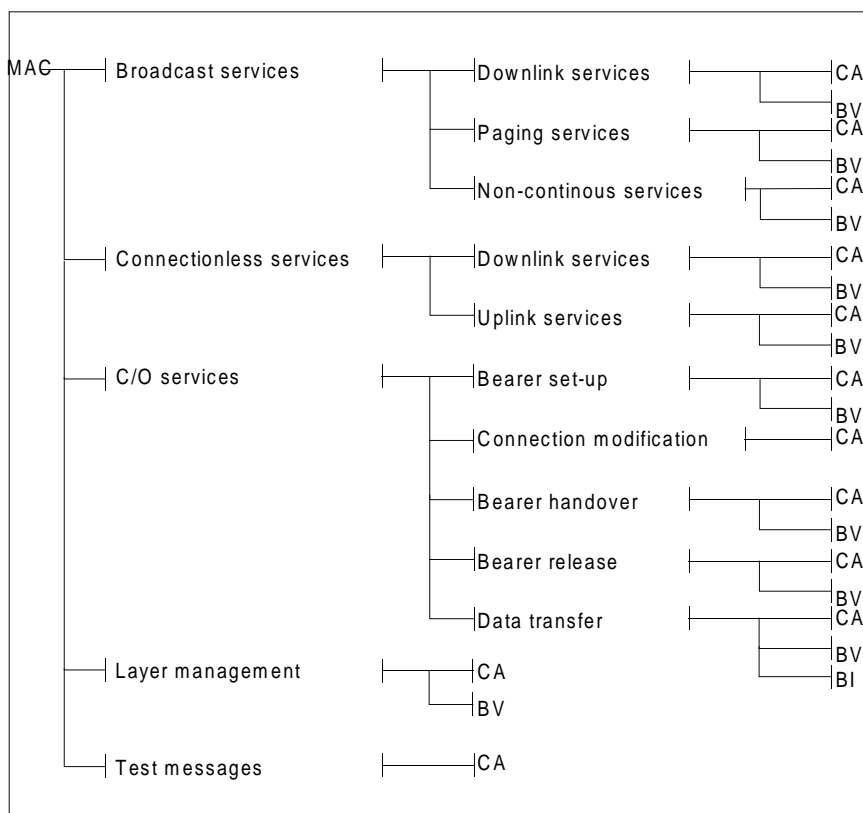 MAC Broadcast services Downlink services CA
BV
Paging services CA
BV
Non-continous services CA
BV
Connectionless services Downlink services CA
BV
Uplink services CA
BV
C/O services Bearer set-up CA
BV
Connection modification CA
Bearer handover CA
BV
Bearer release CA
BV
Data transfer CA
BV
Layer management CA BI
BV
Test messages CA